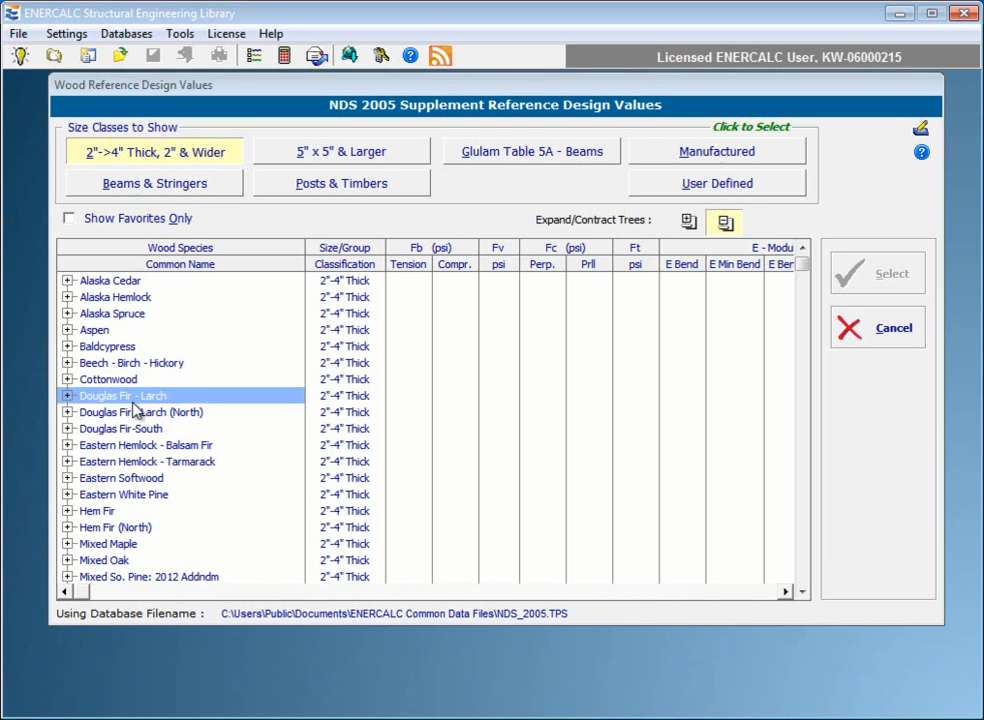 ENERCALC Structural Engineering Library
File Settings Databases Tools License Help
Licensed ENERCALC User, KW-06000215
Wood Reference Design Values
NDS 2005 Supplement Reference Design Values
Size Classes to Show Click to Select
2"->4" Thick, 2" & Wider 5" x 5" & Larger Glulam Table 5A - Beams Manufactured
Beams & Stringers Posts & Timbers User Defined
Show Favorites Only Expand/Contract Trees :
Wood Species Size/Group Fb (psi) Fv Fc (psi) Ft E - Modu
Common Name Classification Tension Compr. psi Perp. Prll psi E Bend E Min Bend E Ben
Alaska Cedar 2"-4" Thick
Alaska Hemlock 2"-4" Thick
Alaska Spruce 2"-4" Thick
Aspen 2"-4" Thick
Baldcypress 2"-4" Thick
Beech - Birch - Hickory 2"-4" Thick
Cottonwood 2"-4" Thick
Douglas Fir - Larch 2"-4" Thick
Douglas Fir - Larch (North) 2"-4" Thick
Douglas Fir-South 2"-4" Thick
Eastern Hemlock - Balsam Fir 2"-4" Thick
Eastern Hemlock - Tarmarack 2"-4" Thick
Eastern Softwood 2"-4" Thick
Eastern White Pine 2"-4" Thick
Hem Fir 2"-4" Thick
Hem Fir (North) 2"-4" Thick
Mixed Maple 2"-4" Thick
Mixed Oak 2"-4" Thick
Mixed So. Pine: 2012 Addndm 2"-4" Thick
Select
Cancel
Using Database Filename : C:\Users\Public\Documents\ENERCALC Common Data Files\NDS_2005.TPS